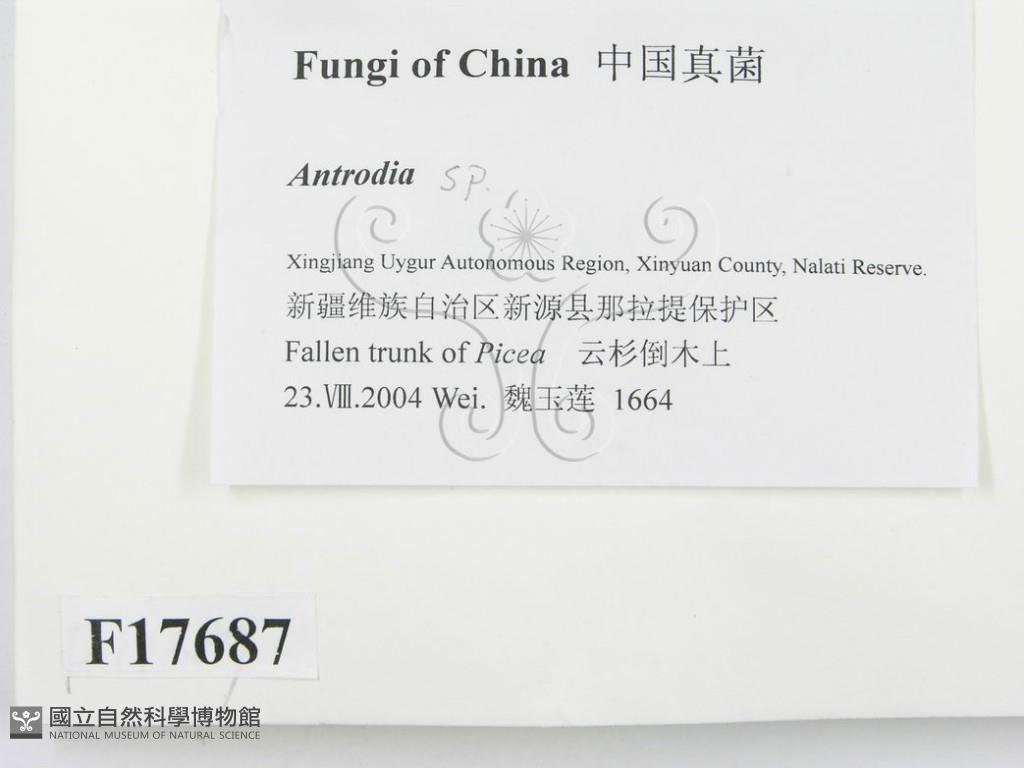 Fungi of China 中国真菌
Antrodia sp.
Xingjiang Uygur Autonomous Region, Xinyuan County, Nalati Reserve.
新疆维族自治区新源县那拉提保护区
Fallen trunk of Picea 云杉倒木上
23.Ⅷ.2004 Wei. 魏玉莲 1664
F17687
國立自然科學博物館
NATIONAL MUSEUM OF NATURAL SCIENCE